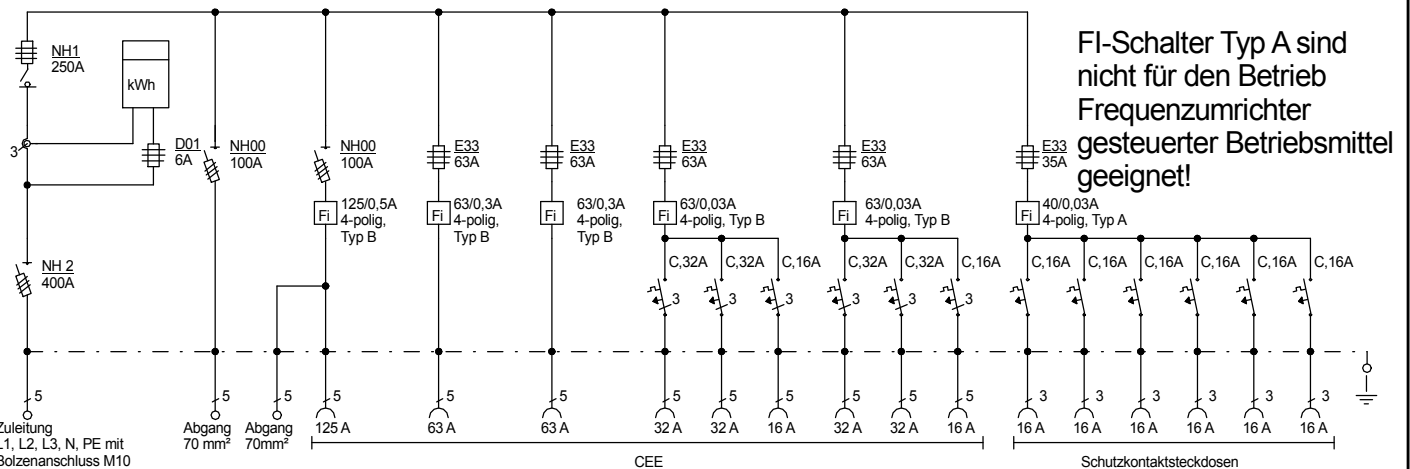 FI-Schalter Typ A sind
nicht für den Betrieb
Frequenzumrichter
gesteuerter Betriebsmittel
geeignet!
NH1
250A
kWh
3
D01
6A
NH00
100A
NH00
100A
E33
63A
E33
63A
E33
63A
E33
63A
E33
35A
Fi
125/0,5A
4-polig,
Typ B
Fi
63/0,3A
4-polig,
Typ B
Fi
63/0,3A
4-polig,
Typ B
Fi
63/0,03A
4-polig, Typ B
Fi
63/0,03A
4-polig, Typ B
Fi
40/0,03A
4-polig, Typ A
NH 2
400A
C,32A C,32A C,16A C,32A C,32A C,16A C,16A C,16A C,16A C,16A C,16A C,16A
3 3 3 3 3 3
5 5 5 5 5 5 5 5 5 5 5 5 3 3 3 3 3 3
Zuleitung
L1, L2, L3, N, PE mit
Bolzenanschluss M10
Abgang
70 mm²
Abgang
70mm²
125 A 63 A 63 A 32 A 32 A 16 A 32 A 32 A 16 A 16 A 16 A 16 A 16 A 16 A 16 A
CEE
Schutzkontaktsteckdosen